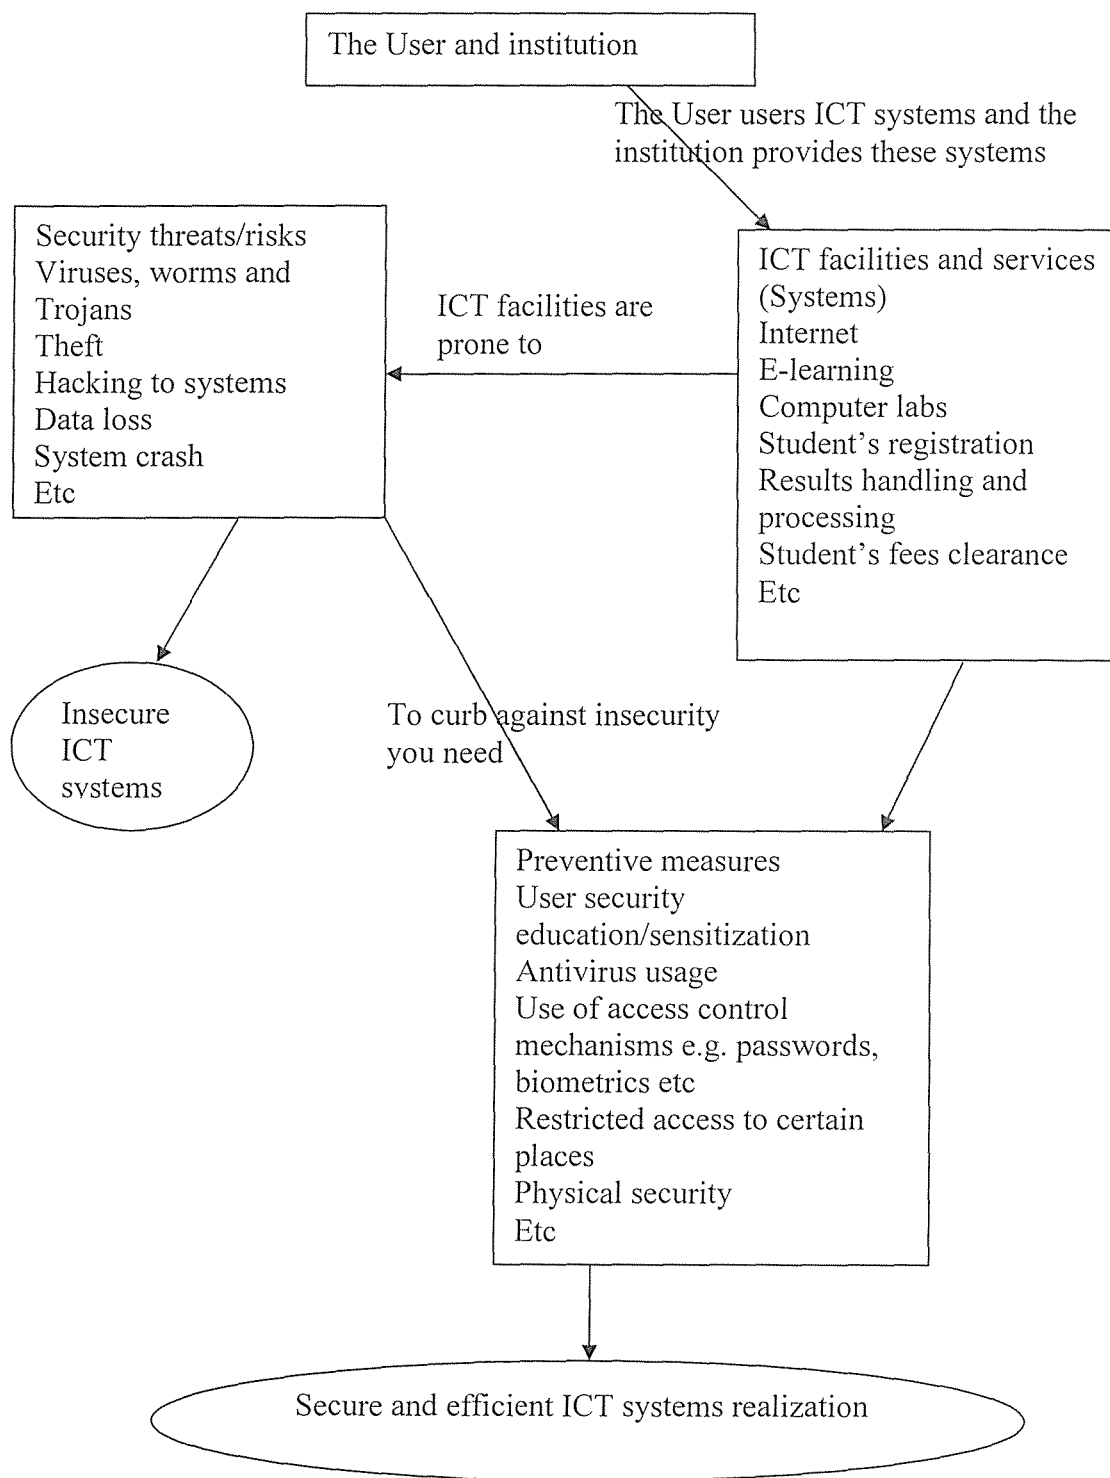 The User and institution
The User users ICT systems and the
institution provides these systems
Security threats/risks
Viruses, worms and
Trojans
Theft
Hacking to systems
Data loss
System crash
Etc
ICT facilities are
prone to
ICT facilities and services
(Systems)
Internet
E-learning
Computer labs
Student’s registration
Results handling and
processing
Student’s fees clearance
Etc
Insecure
ICT
systems
To curb against insecurity
you need
Preventive measures
User security
education/sensitization
Antivirus usage
Use of access control
mechanisms e.g. passwords,
biometrics etc
Restricted access to certain
places
Physical security
Etc
Secure and efficient ICT systems realization